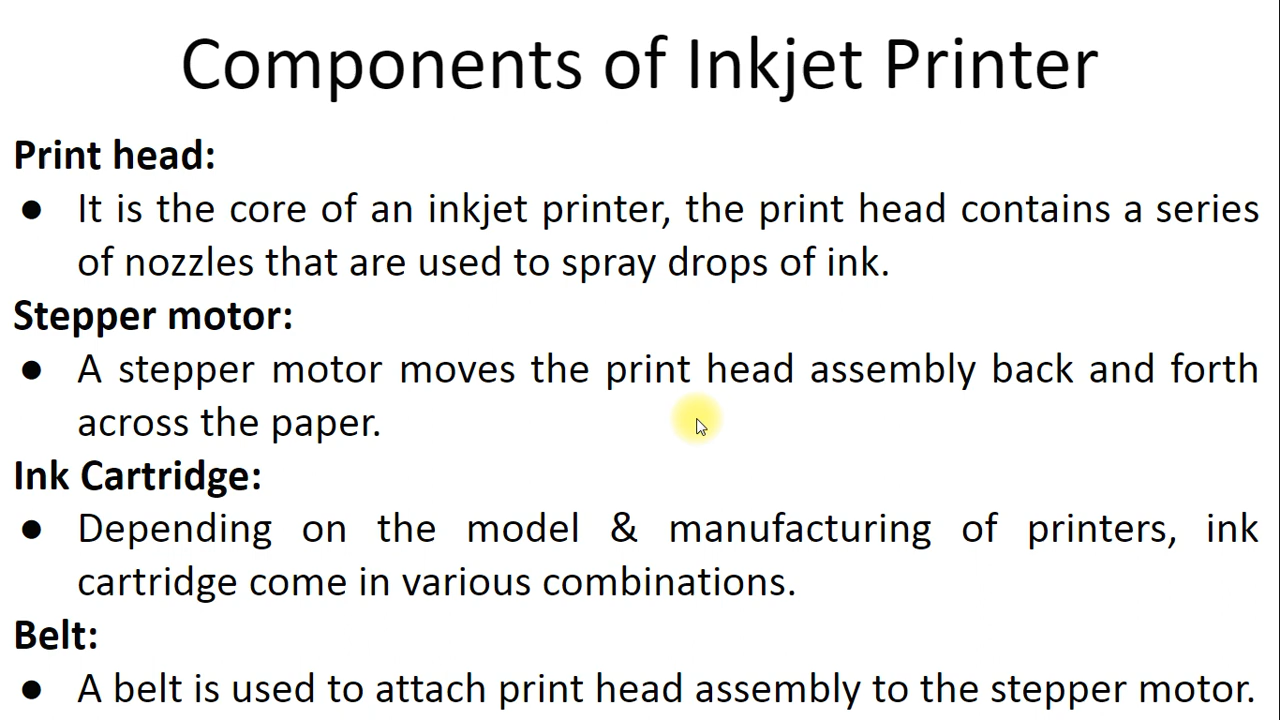 Components of Inkjet Printer
Print head:
● It is the core of an inkjet printer, the print head contains a series
of nozzles that are used to spray drops of ink.
Stepper motor:
● A stepper motor moves the print head assembly back and forth
across the paper.
Ink Cartridge:
● Depending on the model & manufacturing of printers, ink
cartridge come in various combinations.
Belt:
● A belt is used to attach print head assembly to the stepper motor.